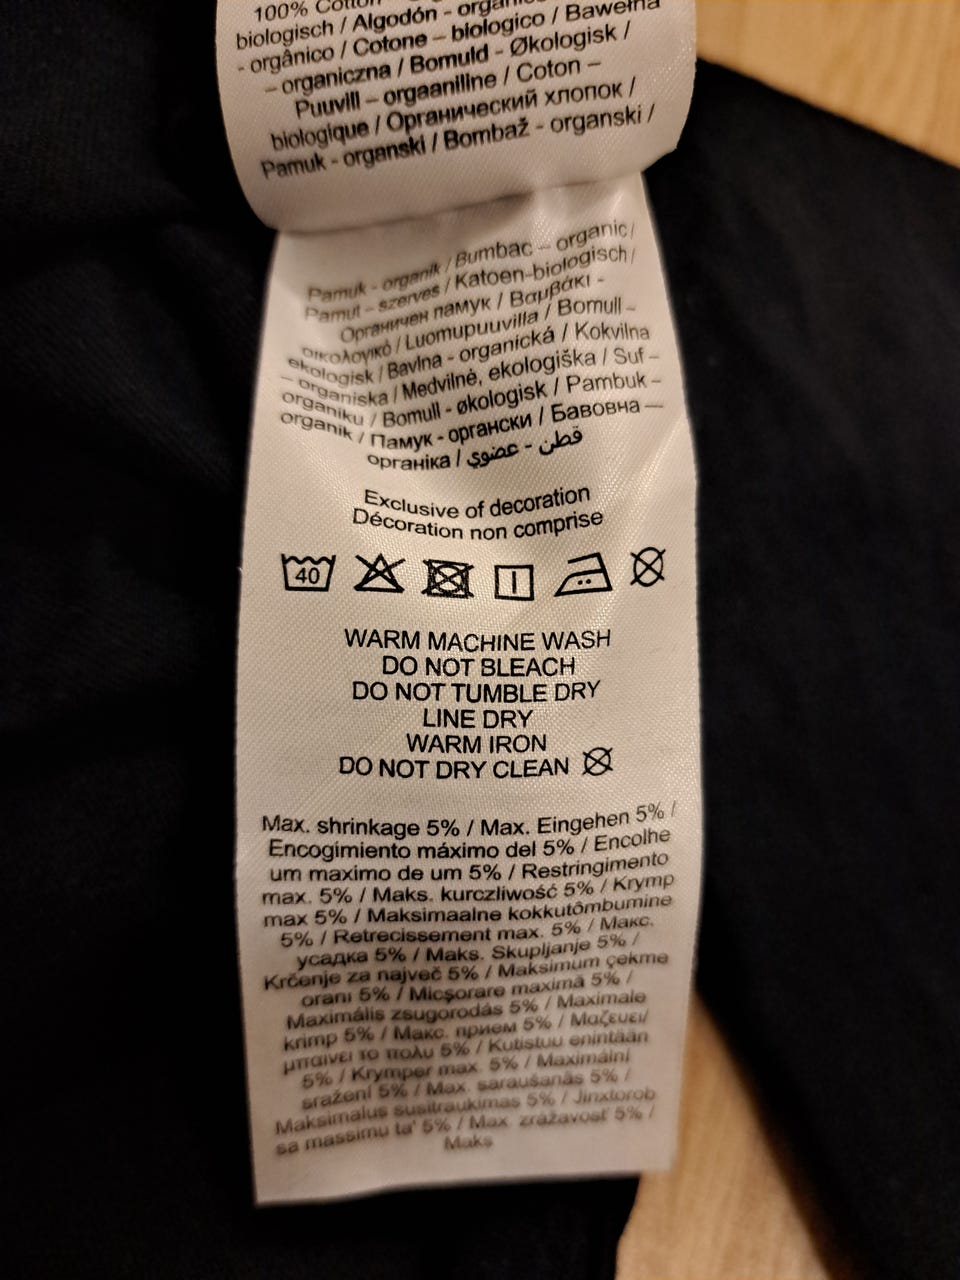 100% Cotton
biologisch / Algodón - orgánic
- orgânico / Cotone – biologico / Bawełna
– organiczna / Bomuld - Økologisk /
Puuvill – orgaaniline / Coton –
biologique / Органический хлопок /
Pamuk - organski / Bombaž - organski /
Pamuk - organik / Bumbac – organic /
Pamut – szerves / Katoen-biologisch /
Органичен памук / Βαμβάκι -
οικολογικό / Luomupuuvilla / Bomull –
ekologisk / Bavlna - organická / Kokvilna
– organiska / Medvilnė, ekologiška / Suf –
organiku / Bomull - økologisk / Pambuk –
organik / Памук - органски / Бавовна —
органіка / قطن - عضوي
Exclusive of decoration
Décoration non comprise
40
WARM MACHINE WASH
DO NOT BLEACH
DO NOT TUMBLE DRY
LINE DRY
WARM IRON
DO NOT DRY CLEAN
Max. shrinkage 5% / Max. Eingehen 5% /
Encogimiento máximo del 5% / Encolhe
um maximo de um 5% / Restringimento
max. 5% / Maks. kurczliwość 5% / Krymp
max 5% / Maksimaalne kokkutõmbumine
5% / Retrecissement max. 5% / Макс.
усадка 5% / Maks. Skupljanje 5% /
Krčenje za največ 5% / Maksimum çekme
oranı 5% / Micşorare maximă 5% /
Maximális zsugorodás 5% / Maximale
krimp 5% / Макс. прием 5% / Μαζευει/
μπαινει το πολυ 5% / Kutistuu enintään
5% / Krymper max. 5% / Maximální
sražení 5% / Max. saraušanās 5% /
Maksimalus susitraukimas 5% / Jinxtorob
sa massimu ta' 5% / Max. zrážavosť 5% /
Maks